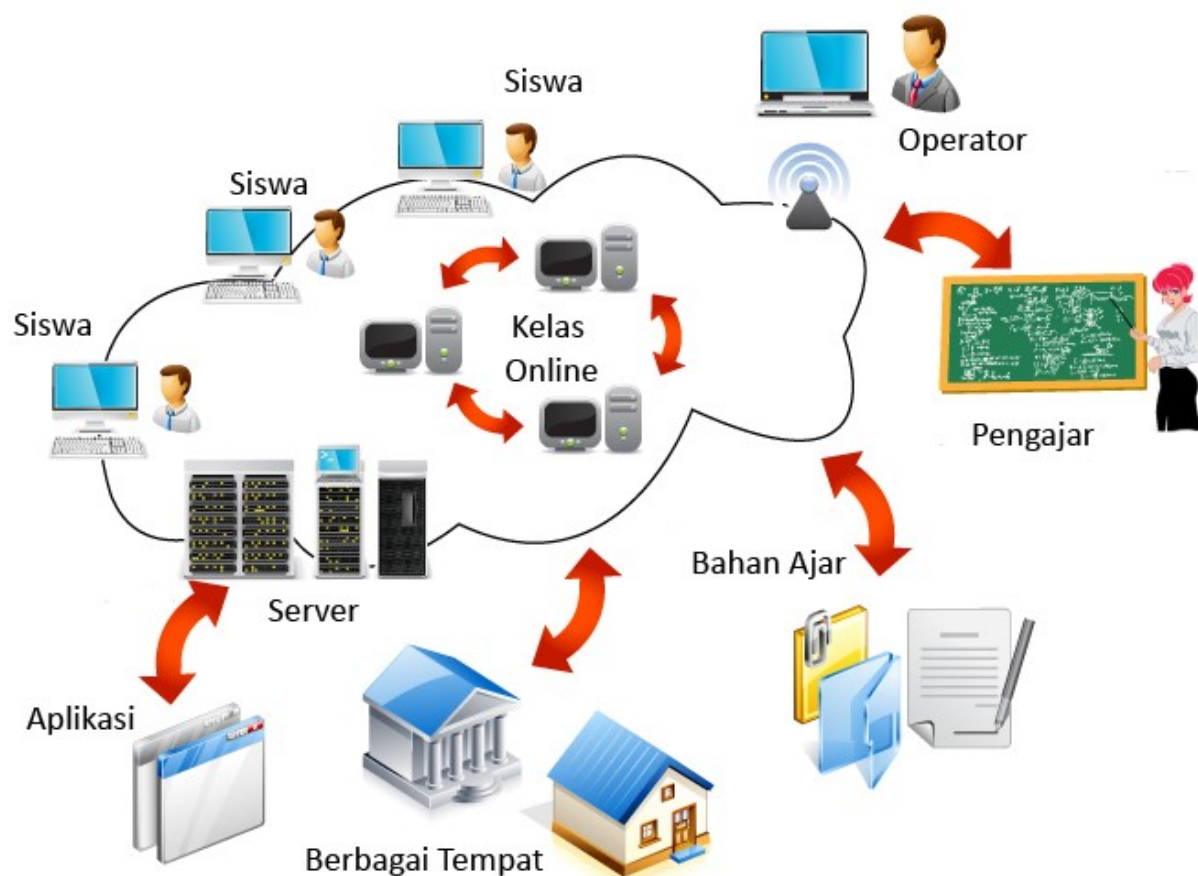 Siswa
Operator
Siswa
Siswa
Kelas
Online
Pengajar
Bahan Ajar
Server
Aplikasi
Berbagai Tempat